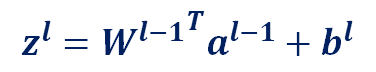 z^l = W^{l-1^T} a^{l-1} + b^l